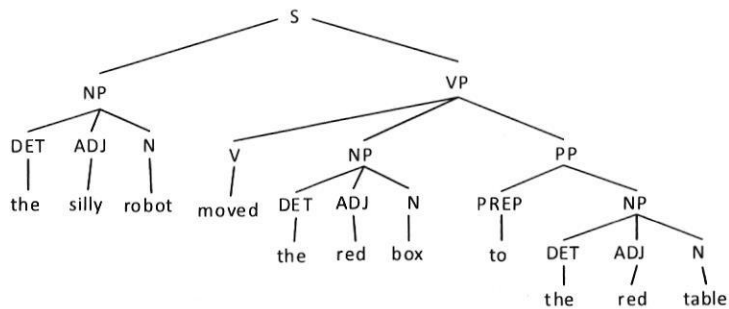 S
NP VP
DET ADJ N V NP PP
the silly robot moved DET ADJ N PREP NP
the red box to DET ADJ N
the red table